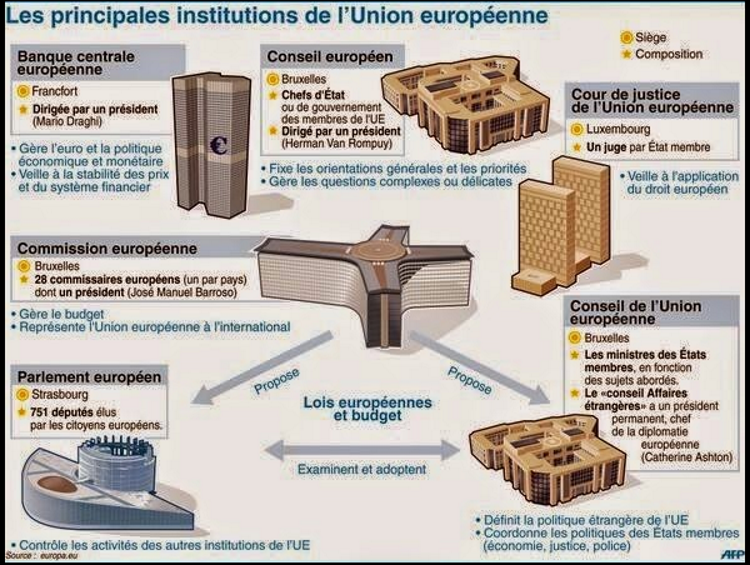 Les principales institutions de l'Union européenne
Siège
Composition
Banque centrale
européenne
Francfort
Dirigée par un président
(Mario Draghi)
• Gère l'euro et la politique
économique et monétaire
• Veille à la stabilité des prix
et du système financier
€
Conseil européen
Bruxelles
Chefs d'État
ou de gouvernement
des membres de l'UE
Dirigé par un président
(Herman Van Rompuy)
• Fixe les orientations générales et les priorités
• Gère les questions complexes ou délicates
Cour de justice
de l'Union européenne
Luxembourg
Un juge par État membre
• Veille à l'application
du droit européen
Commission européenne
Bruxelles
28 commissaires européens (un par pays)
dont un président (José Manuel Barroso)
• Gère le budget
• Représente l'Union européenne à l'international
Conseil de l'Union
européenne
Bruxelles
Les ministres des États
membres, en fonction
des sujets abordés.
Le «conseil Affaires
étrangères» a un président
permanent, chef
de la diplomatie
européenne
(Catherine Ashton)
• Définit la politique étrangère de l'UE
• Coordonne les politiques des États membres
(économie, justice, police)
Parlement européen
Strasbourg
751 députés élus
par les citoyens européens.
• Contrôle les activités des autres institutions de l'UE
Propose
Propose
Lois européennes
et budget
Examinent et adoptent
Source : europa.eu
AFP